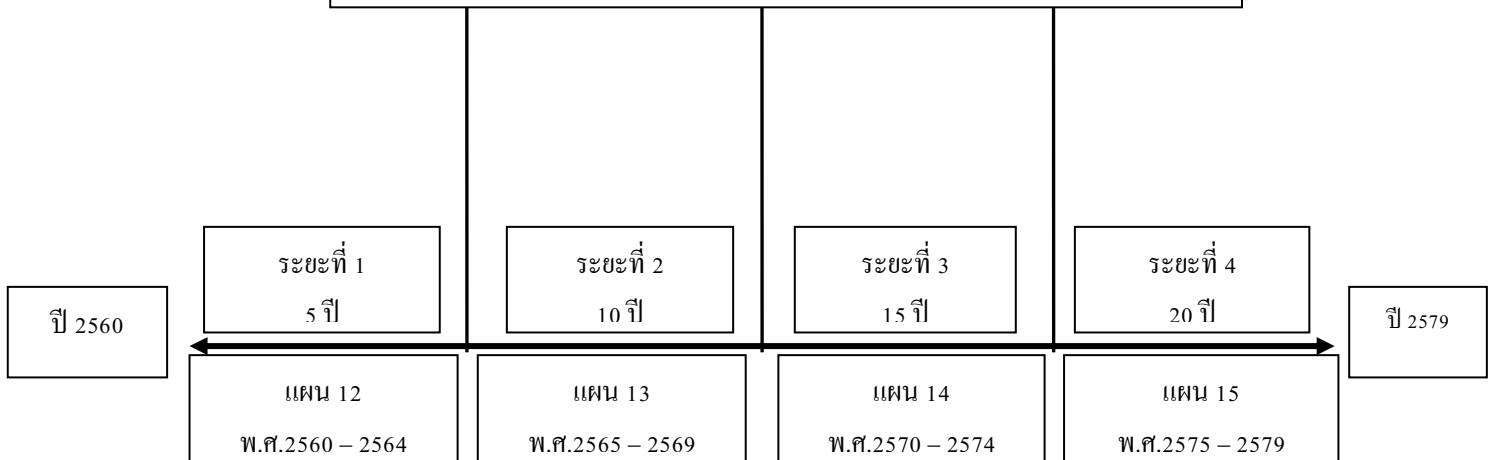 ระยะที่ 1
5 ปี
ระยะที่ 2
10 ปี
ระยะที่ 3
15 ปี
ระยะที่ 4
20 ปี
ปี 2560
ปี 2579
แผน 12
พ.ศ.2560 – 2564
แผน 13
พ.ศ.2565 – 2569
แผน 14
พ.ศ.2570 – 2574
แผน 15
พ.ศ.2575 – 2579